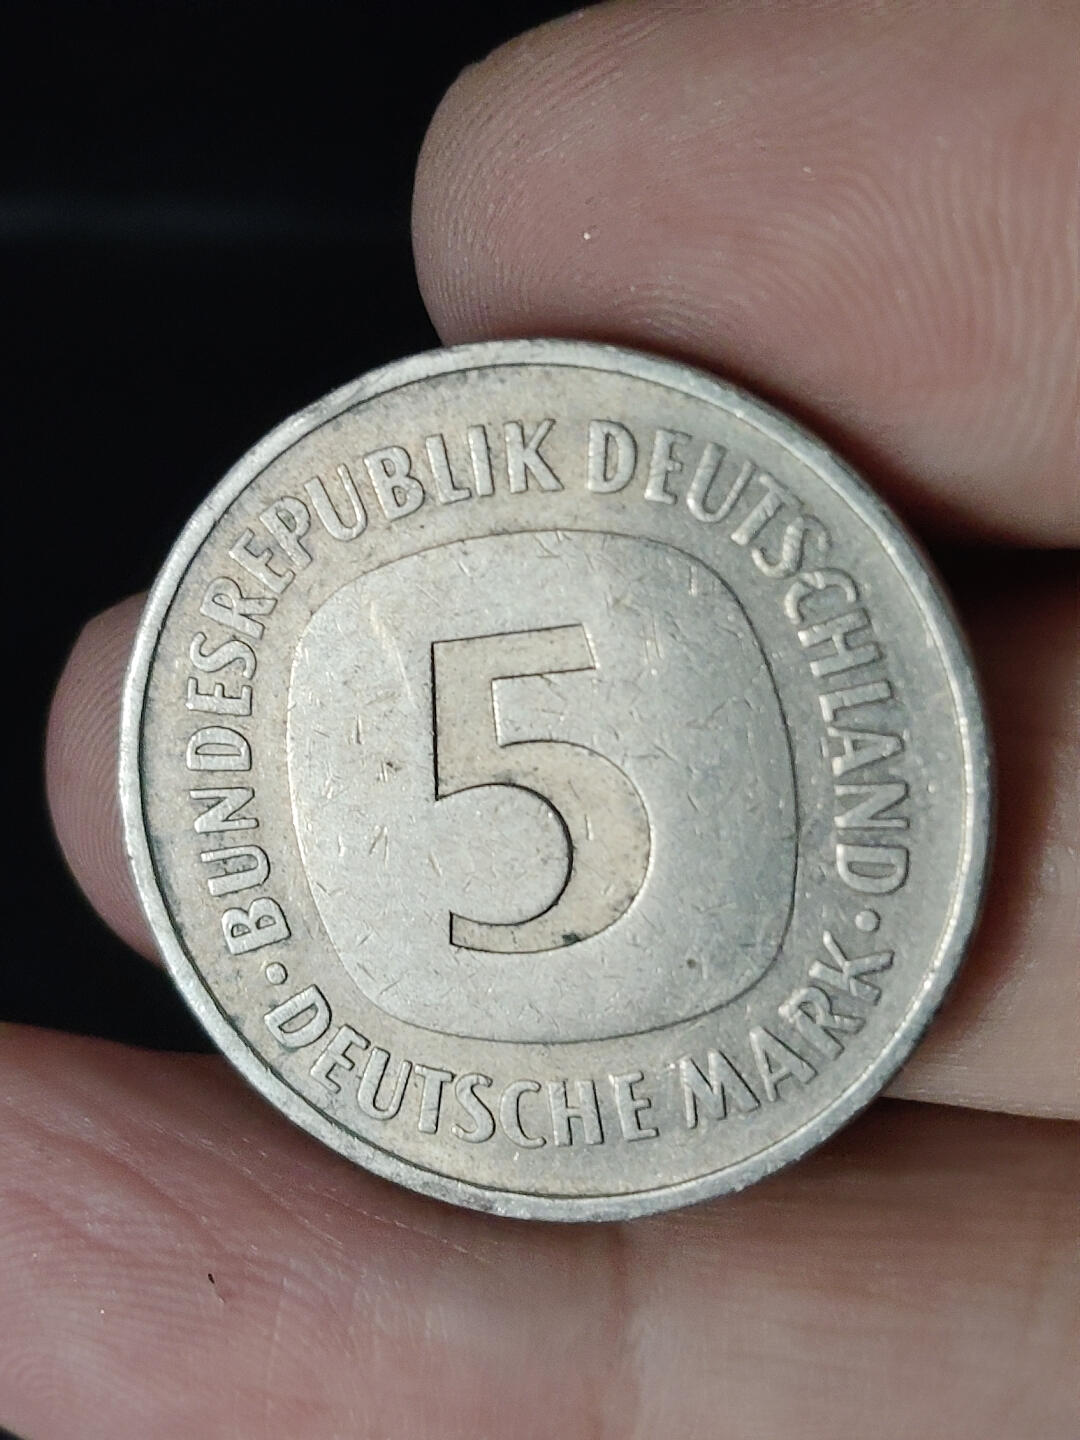 BUNDESREPUBLIK DEUTSCHLAND
5
· DEUTSCHE MARK ·